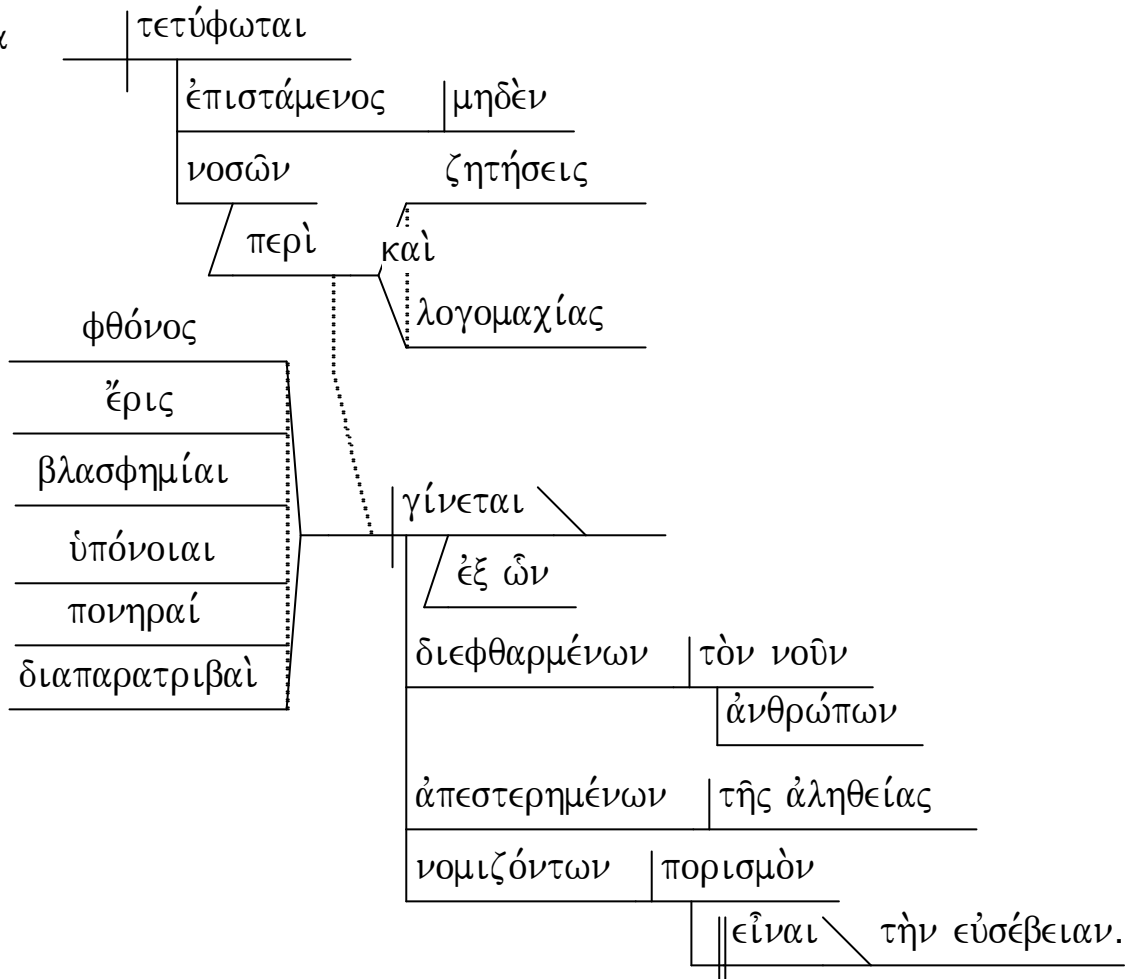 τετύφωται
ἐπιστάμενος μηδὲν
νοσῶν ζητήσεις
περὶ καὶ
λογομαχίας
φθόνος
ἔρις
βλασφημίαι
γίνεται
ὑπόνοιαι
ἐξ ὧν
πονηραί
διεφθαρμένων τὸν νοῦν
διαπαρατριβαὶ
ἀνθρώπων
ἀπεστερημένων τῆς ἀληθείας
νομιζόντων πορισμὸν
εἶναι τὴν εὐσέβειαν.